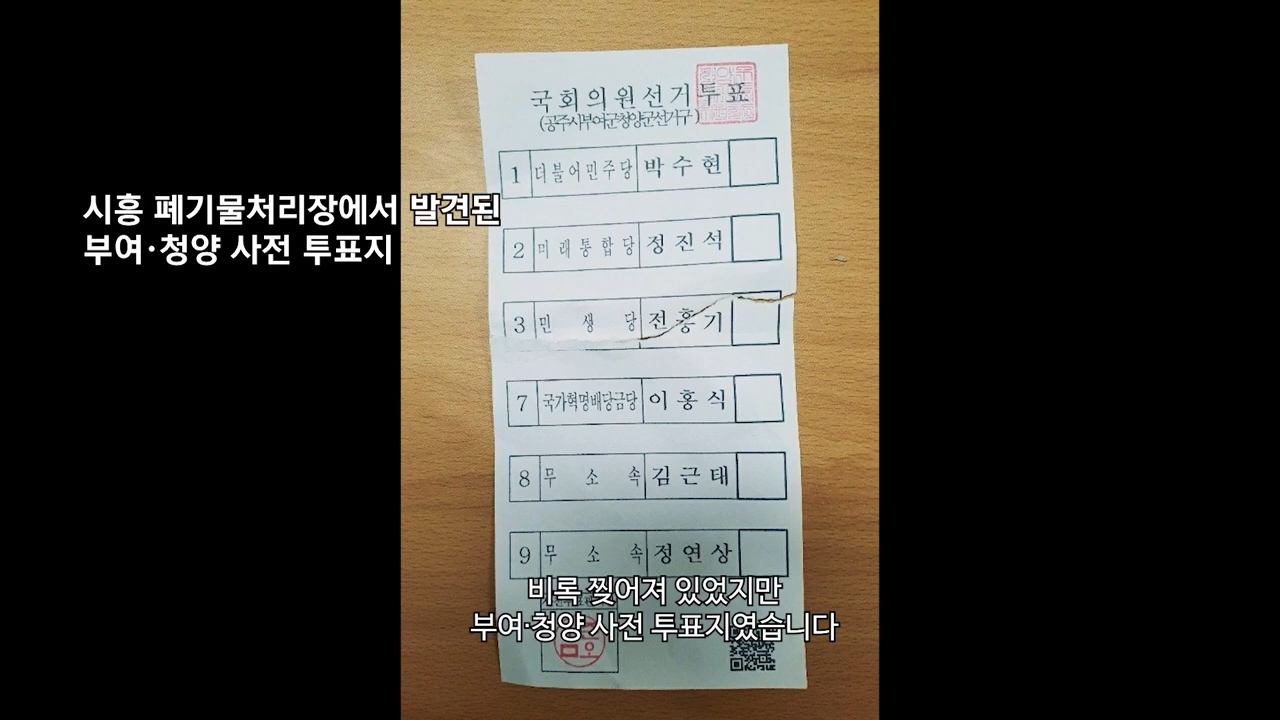 국회의원선거투표
(공주시부여군청양군선거구)
1 더불어민주당 박수현
시흥 폐기물처리장에서 발견된
부여·청양 사전 투표지
2 미래통합당 정진석
3 민생당 전홍기
7 국가혁명배당금당 이홍식
8 무소속 김근태
9 무소속 정연상
비록 찢어져 있었지만
부여·청양 사전 투표지였습니다